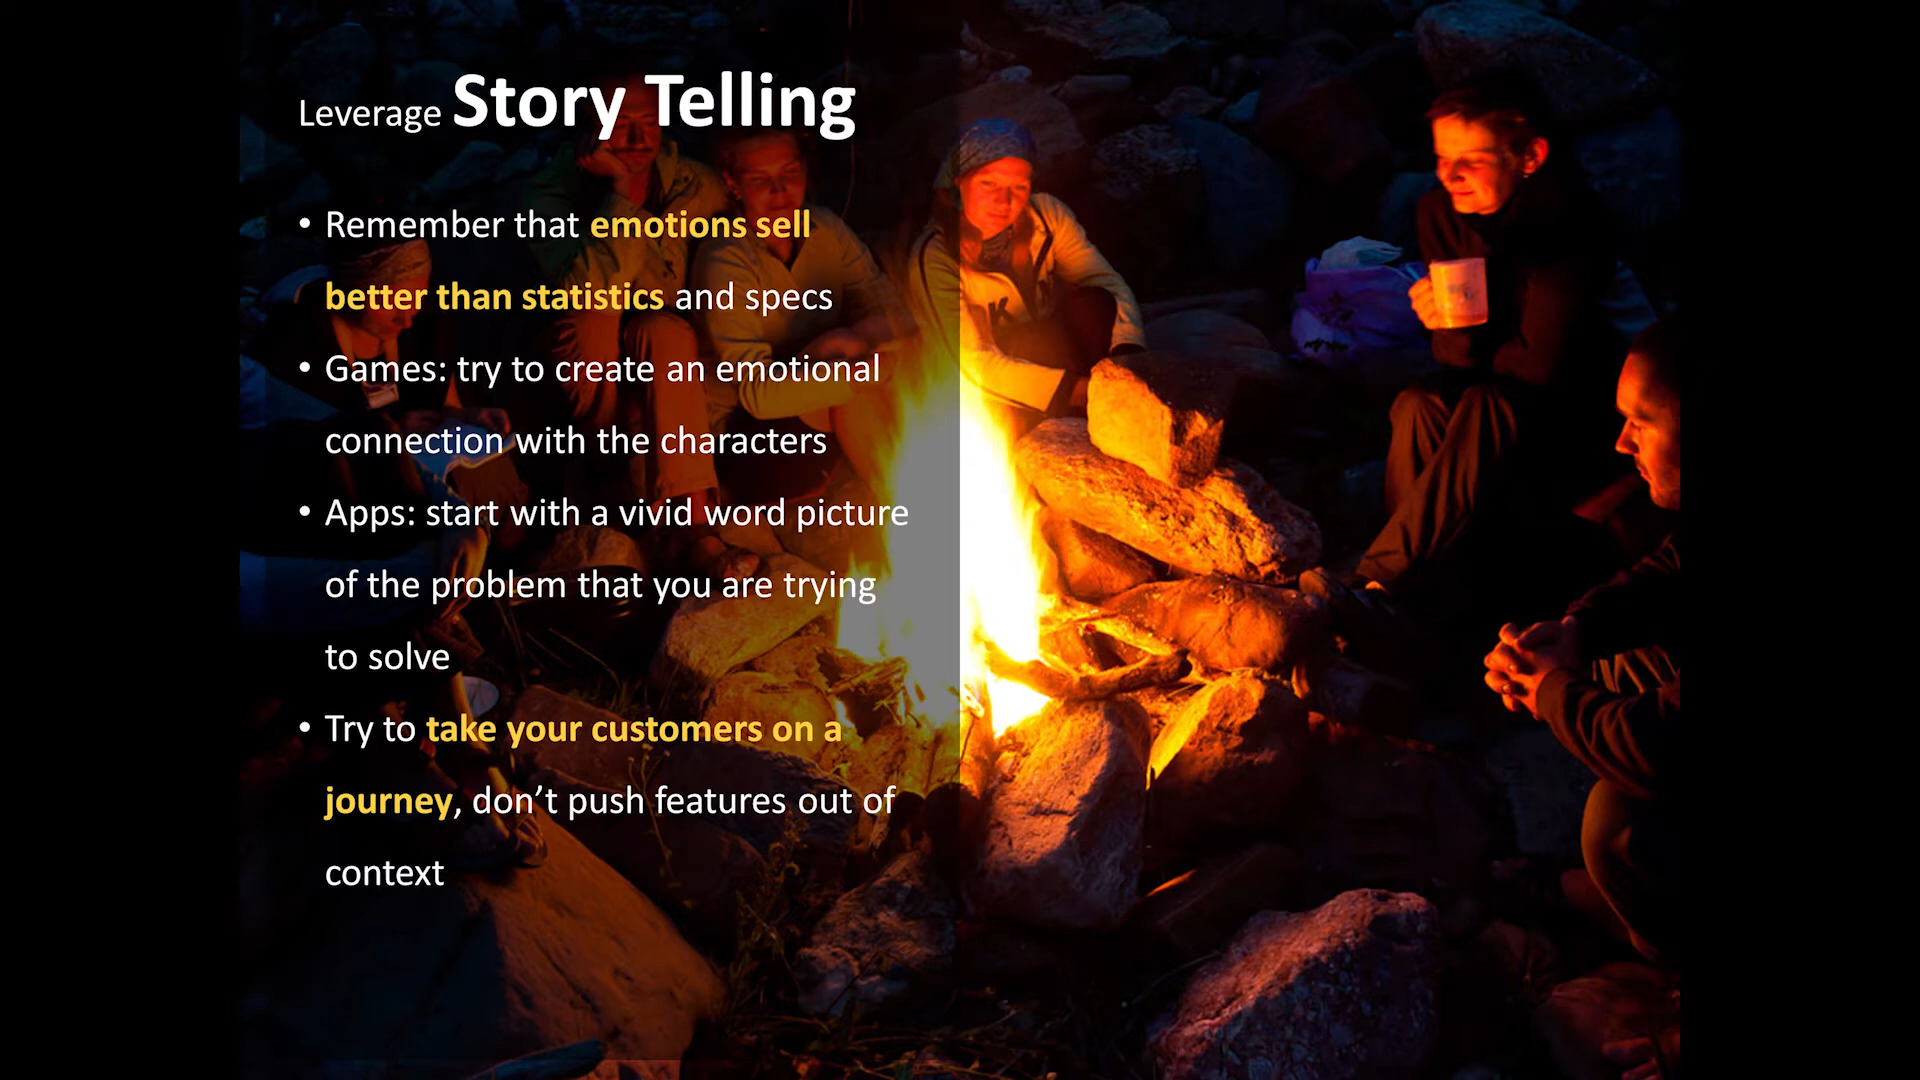 Leverage Story Telling
• Remember that emotions sell
better than statistics and specs
• Games: try to create an emotional
connection with the characters
• Apps: start with a vivid word picture
of the problem that you are trying
to solve
• Try to take your customers on a
journey, don’t push features out of
context